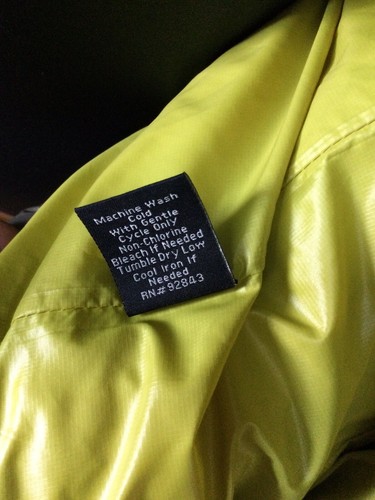 Machine Wash
Cold
With Gentle
Cycle Only
Non-Chlorine
Bleach If Needed
Tumble Dry Low
Cool Iron If
Needed
RN#92843